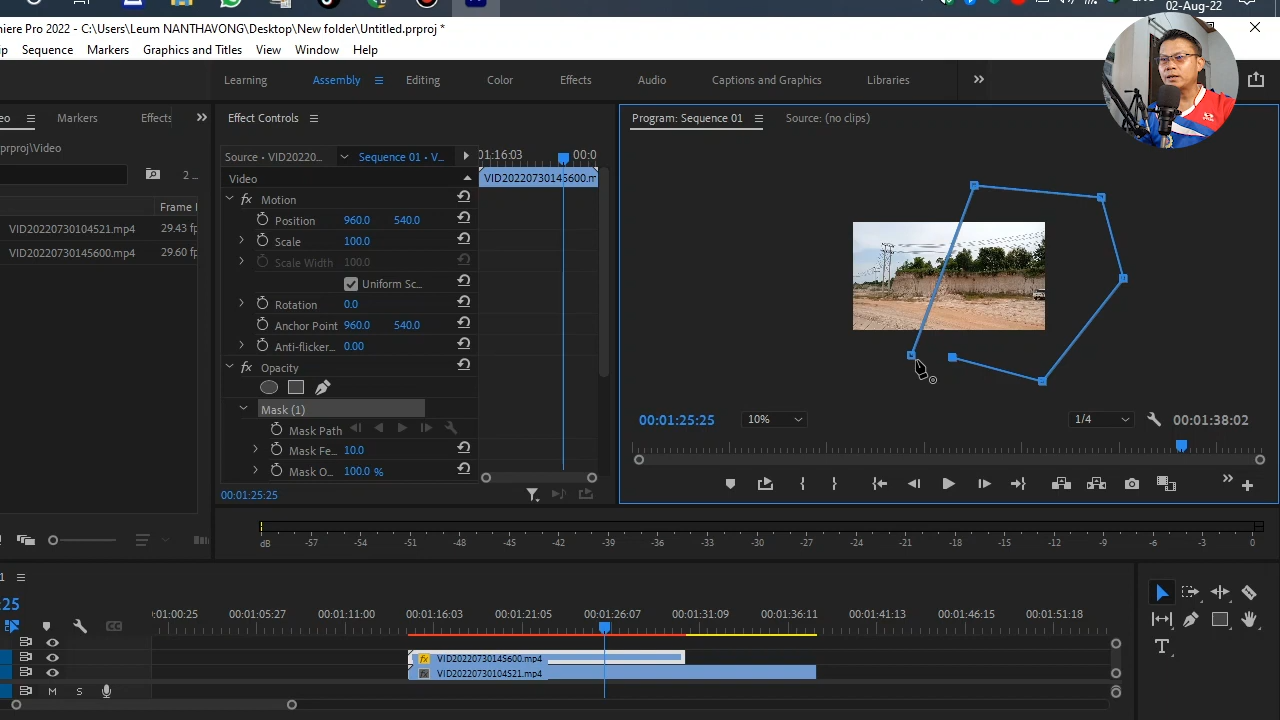 02-Aug-22
iere Pro 2022 - C:\Users\Leum NANTHAVONG\Desktop\New folder\Untitled.prproj *
ip Sequence Markers Graphics and Titles View Window Help
Learning Assembly Editing Color Effects Audio Captions and Graphics Libraries
eo Markers Effects
Effect Controls
Program: Sequence 01 Source: (no clips)
prproj\Video
Source • VID20220... Sequence 01 • V...
01:16:03 00:0
2 ...
Video
VID20220730145600.m
fx Motion
Frame
Position 960.0 540.0
VID20220730104521.mp4 29.43 fp
Scale 100.0
VID20220730145600.mp4 29.60 fp
Scale Width 100.0
Uniform Sc...
Rotation 0.0
Anchor Point 960.0 540.0
Anti-flicker... 0.00
fx Opacity
Mask (1)
Mask Path
Mask Fe... 10.0
Mask O... 100.0 %
00:01:25:25
00:01:25:25 10% 1/4 00:01:38:02
dB -57 -54 -51 -48 -45 -42 -39 -36 -33 -30 -27 -24 -21 -18 -15 -12 -9 -6 -3 0
1
:25
:00:01:00:25 00:01:05:27 00:01:11:00 00:01:16:03 00:01:21:05 00:01:26:07 00:01:31:09 00:01:36:11 00:01:41:13 00:01:46:15 00:01:51:18
fx VID20220730145600.mp4
fx VID20220730104521.mp4
M S
T